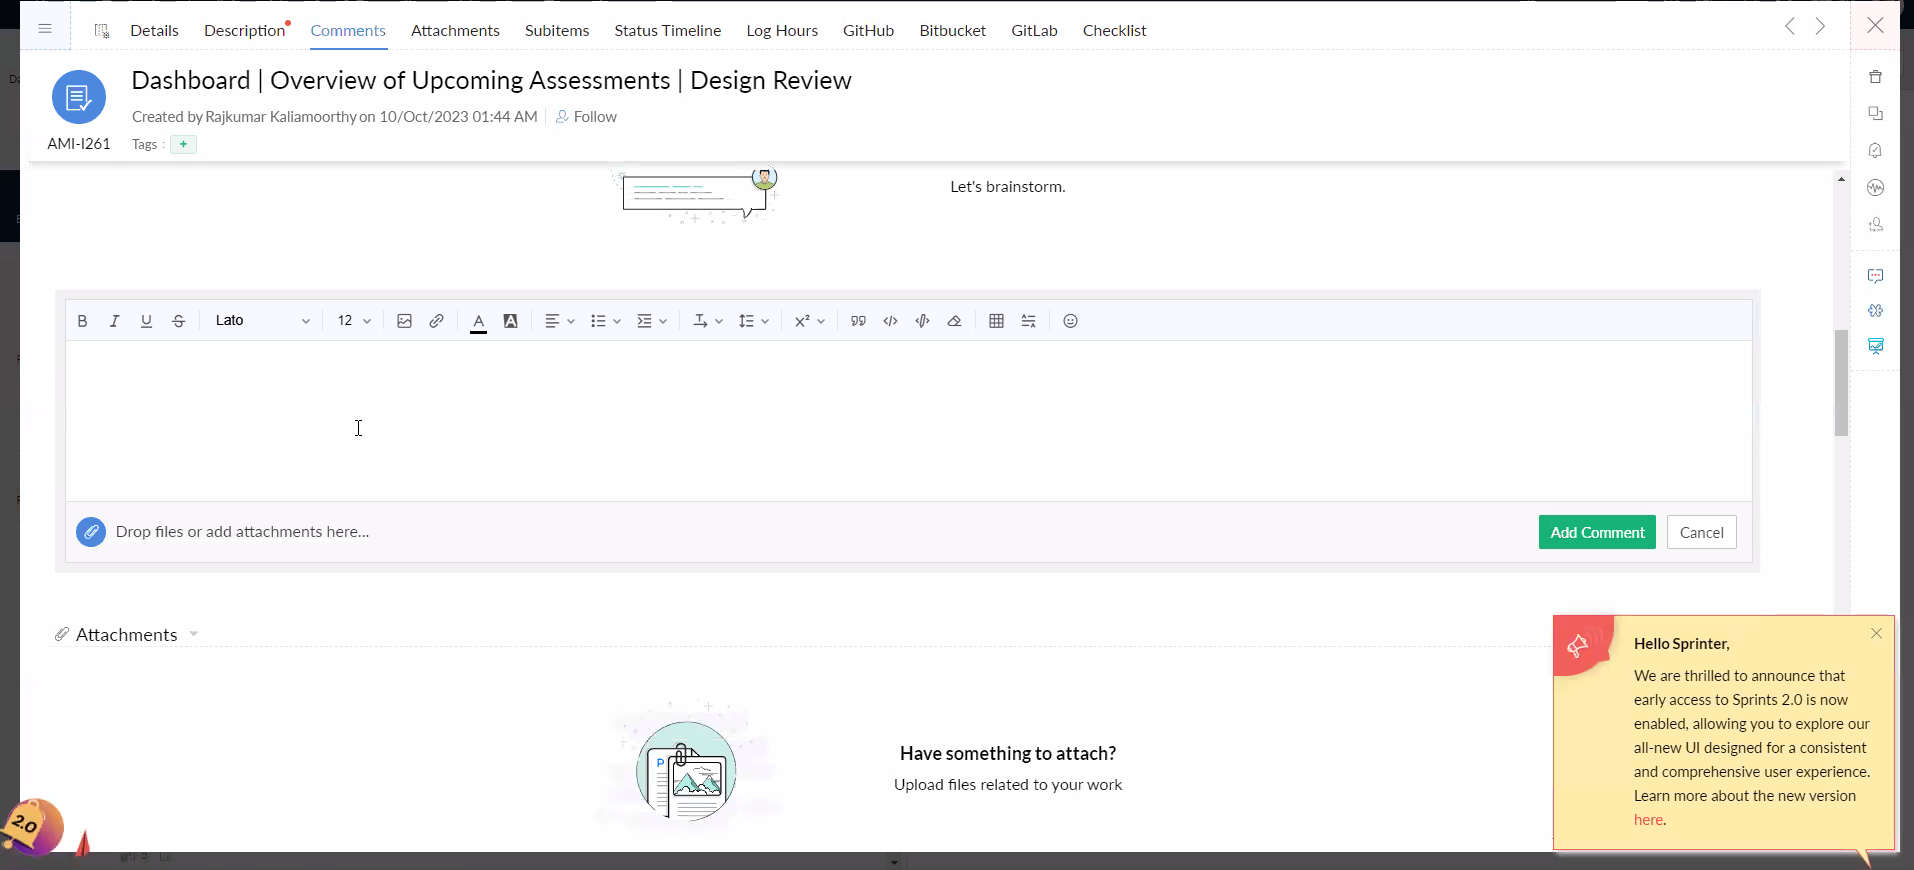 Details Description Comments Attachments Subitems Status Timeline Log Hours GitHub Bitbucket GitLab Checklist
Dashboard | Overview of Upcoming Assessments | Design Review
Created by Rajkumar Kaliamoorthy on 10/Oct/2023 01:44 AM Follow
AMI-I261 Tags : +
Let's brainstorm.
B I U S Lato 12 A A
Drop files or add attachments here...
Add Comment Cancel
Attachments
Have something to attach?
Upload files related to your work
Hello Sprinter,
We are thrilled to announce that
early access to Sprints 2.0 is now
enabled, allowing you to explore our
all-new UI designed for a consistent
and comprehensive user experience.
Learn more about the new version
here.
2.0